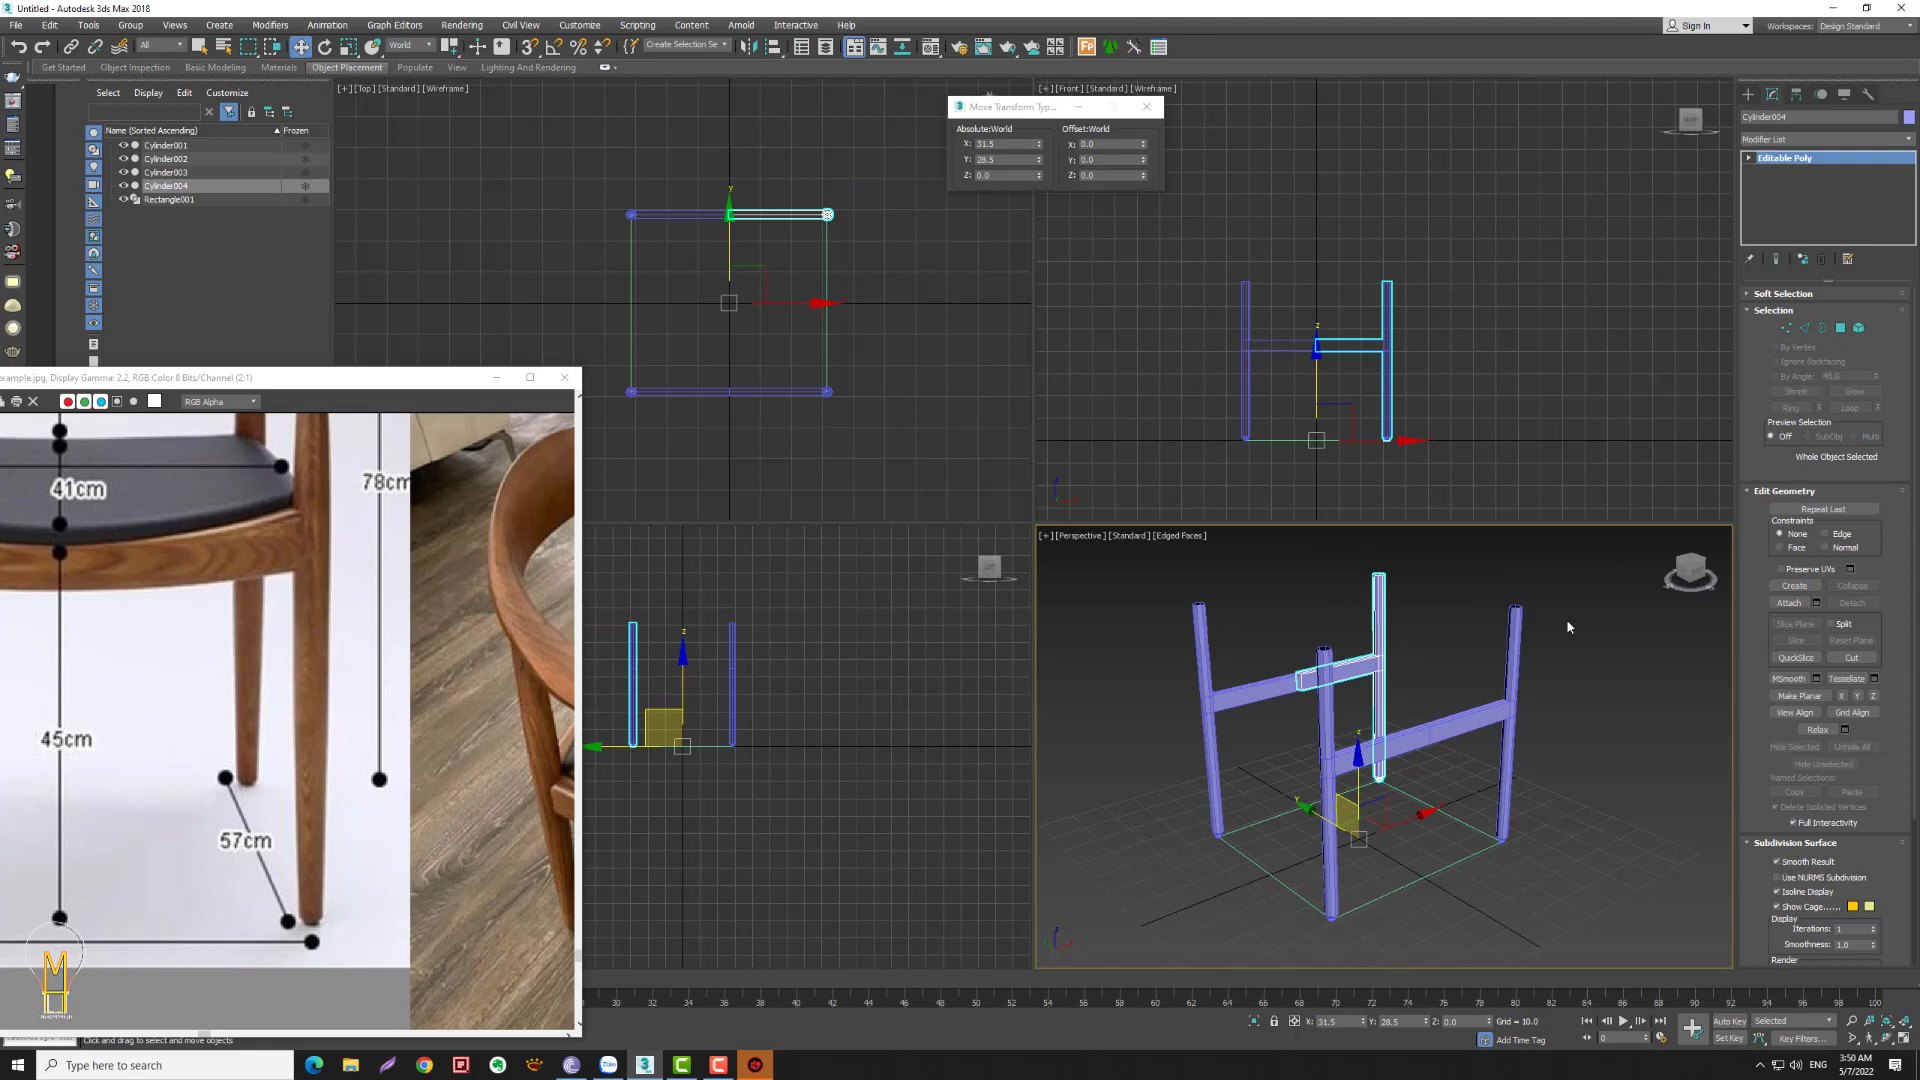 Untitled - Autodesk 3ds Max 2018
File Edit Tools Group Views Create Modifiers Animation Graph Editors Rendering Civil View Customize Scripting Content Arnold Interactive Help
Sign In
Workspaces: Design Standard
All
World
Create Selection Se
Get Started Object Inspection Basic Modeling Materials Object Placement Populate View Lighting And Rendering
Select Display Edit Customize
Name (Sorted Ascending) Frozen
Cylinder001
Cylinder002
Cylinder003
Cylinder004
Rectangle001
[+] [Top] [Standard] [Wireframe]
[+] [Front] [Standard] [Wireframe]
Move Transform Typ...
Absolute:World Offset:World
X: 31.5 X: 0.0
Y: 28.5 Y: 0.0
Z: 0.0 Z: 0.0
example.jpg, Display Gamma: 2.2, RGB Color 8 Bits/Channel (2:1)
RGB Alpha
41cm
78cm
45cm
57cm
[+] [Perspective] [Standard] [Edged Faces]
Cylinder004
Modifier List
Editable Poly
Soft Selection
Selection
By Vertex
Ignore Backfacing
By Angle: 45.0
Shrink Grow
Ring Loop
Preview Selection
Off SubObj Multi
Whole Object Selected
Edit Geometry
Repeat Last
Constraints
None Edge
Face Normal
Preserve UVs
Create Collapse
Attach Detach
Slice Plane Split
Slice Reset Plane
QuickSlice Cut
MSmooth Tessellate
Make Planar X Y Z
View Align Grid Align
Relax
Hide Selected Unhide All
Hide Unselected
Named Selections:
Copy Paste
Delete Isolated Vertices
Full Interactivity
Subdivision Surface
Smooth Result
Use NURMS Subdivision
Isoline Display
Show Cage......
Display
Iterations: 1
Smoothness: 1.0
Render
30 32 34 36 38 40 42 44 46 48 50 52 54 56 58 60 62 64 66 68 70 72 74 76 78 80 82 84 86 88 90 92 94 96 98 100
X: 31.5 Y: 28.5 Z: 0.0 Grid = 10.0
Auto Key Selected
Click and drag to select and move objects
Add Time Tag
0
Set Key Key Filters...
Type here to search
ENG
3:50 AM
5/7/2022